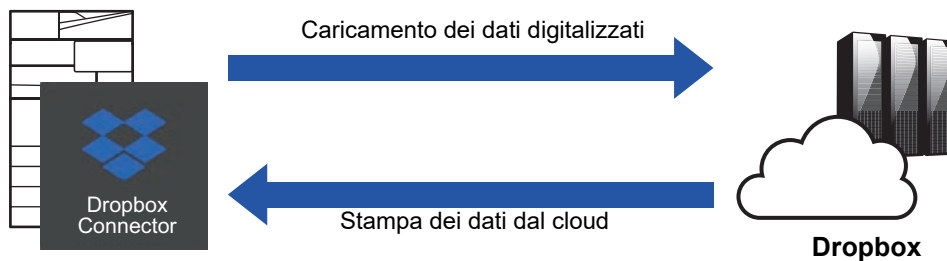 Caricamento dei dati digitalizzati
Dropbox
Connector
Stampa dei dati dal cloud
Dropbox